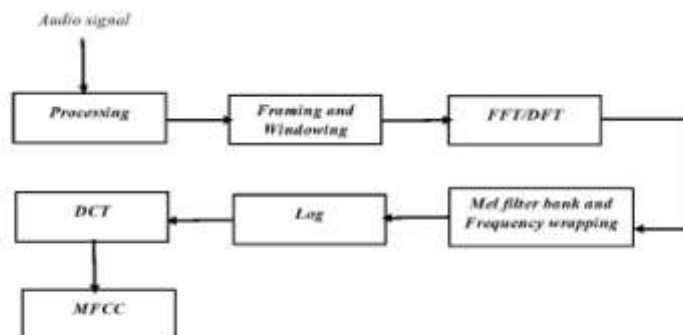 Audio signal
Processing
Framing and
Windowing
FFT/DFT
Mel filter bank and
Frequency wrapping
Log
DCT
MFCC